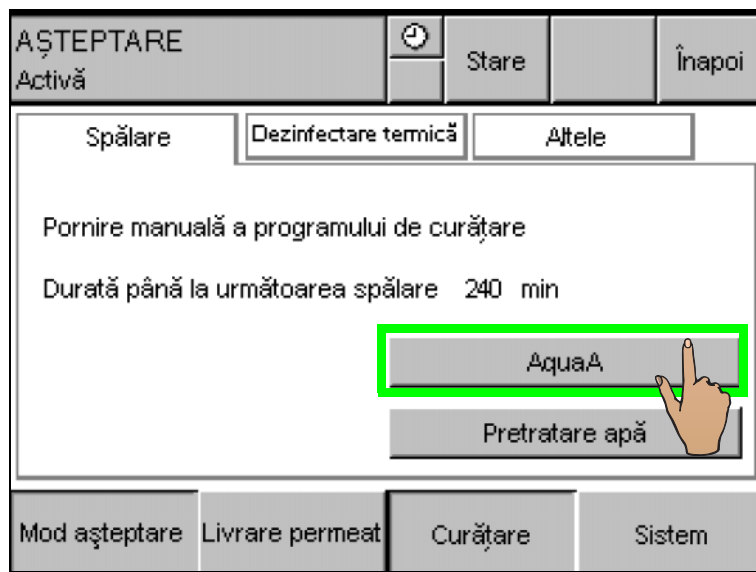 AȘTEPTARE
Activă
Stare
Înapoi
Spălare
Dezinfectare termică
Altele
Pornire manuală a programului de curățare
Durată până la următoarea spălare 240 min
AquaA
Pretratare apă
Mod aşteptare
Livrare permeat
Curățare
Sistem